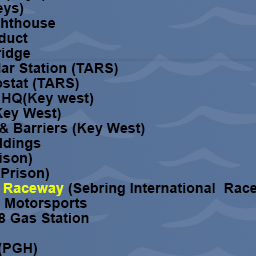 eys)
hthouse
duct
ridge
ar Station (TARS)
stat (TARS)
HQ(Key west)
Key West)
& Barriers (Key West)
ldings
ison)
Prison)
Raceway (Sebring International Race
Motorsports
8 Gas Station
(PGH)